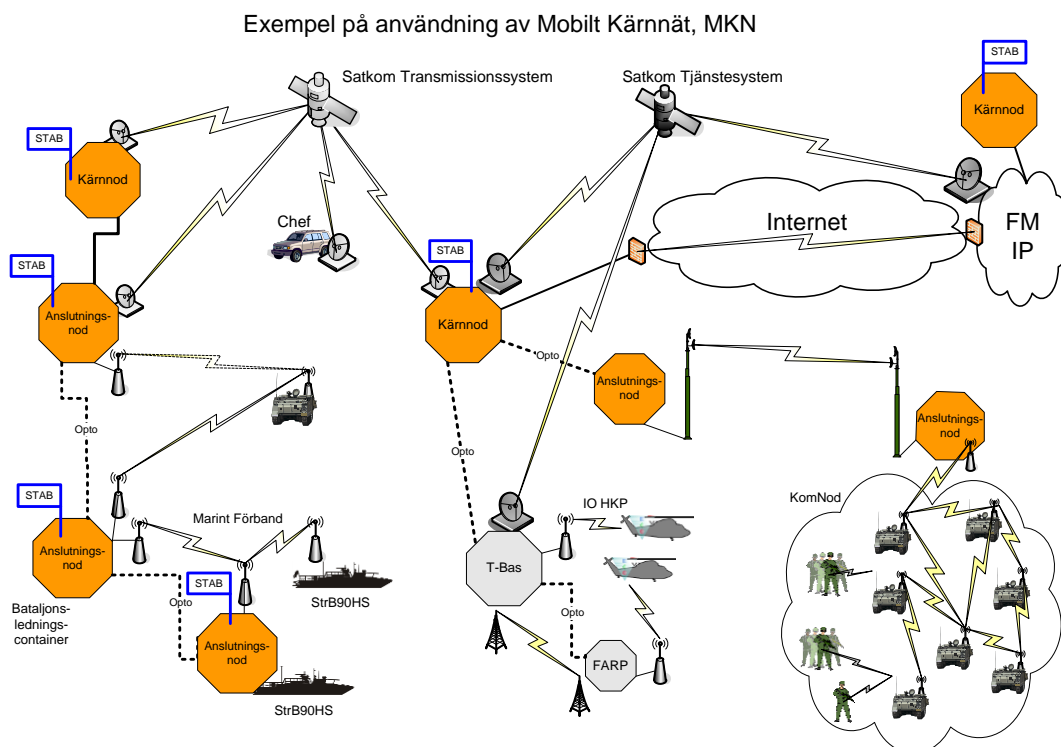 Exempel på användning av Mobilt Kärnnät, MKN
Satkom Transmissionssystem
Satkom Tjänstesystem
STAB
Kärnnod
STAB
Kärnnod
Chef
Internet
FM
IP
STAB
Kärnnod
STAB
Anslutnings-
nod
Opto
Anslutnings-
nod
Opto
Opto
Anslutnings-
nod
KomNod
STAB
Anslutnings-
nod
Marint Förband
IO HKP
T-Bas
StrB90HS
Bataljons-
lednings-
container
Opto
STAB
Anslutnings-
nod
Opto
FARP
StrB90HS